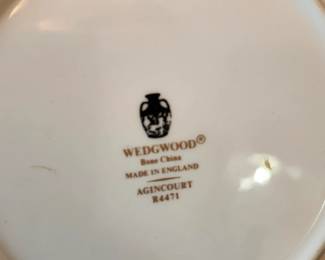 WEDGWOOD®
Bone China
MADE IN ENGLAND
AGINCOURT
R4471